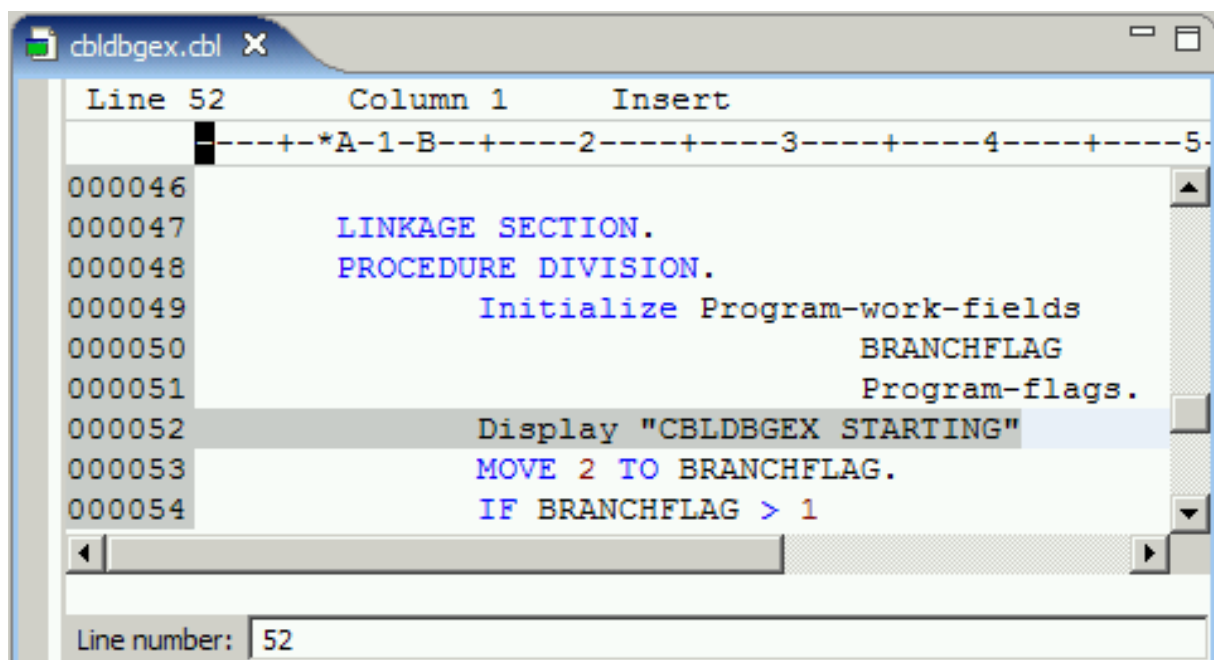 cbldbgex.cbl
Line 52 Column 1 Insert
----+-*A-1-B--+----2----+----3----+----4----+----5-
000046
000047 LINKAGE SECTION.
000048 PROCEDURE DIVISION.
000049 Initialize Program-work-fields
000050 BRANCHFLAG
000051 Program-flags.
000052 Display "CBLDBGEX STARTING"
000053 MOVE 2 TO BRANCHFLAG.
000054 IF BRANCHFLAG > 1
Line number: 52